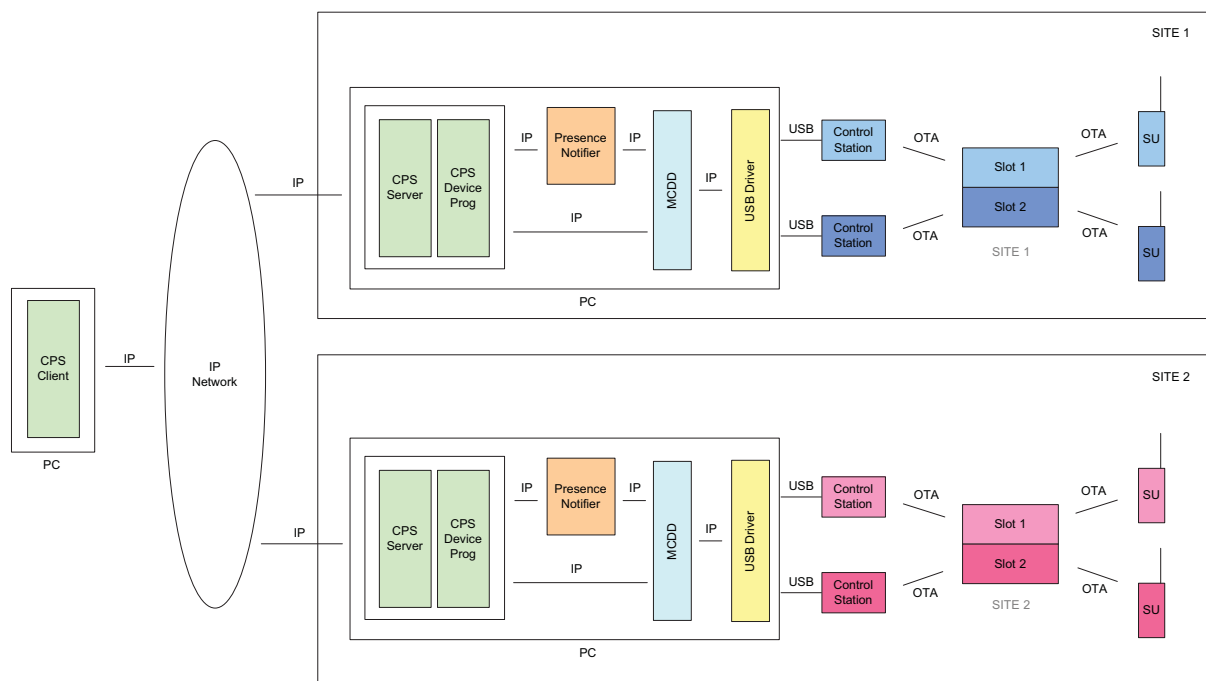 SITE 1
IP
CPS
Server
CPS
Device
Prog
IP
Presence
Notifier
IP
IP
MCDD
IP
USB Driver
PC
USB
Control
Station
USB
Control
Station
OTA
OTA
Slot 1
Slot 2
SITE 1
OTA
OTA
SU
SU
CPS
Client
PC
IP
IP
Network
SITE 2
IP
CPS
Server
CPS
Device
Prog
IP
Presence
Notifier
IP
IP
MCDD
IP
USB Driver
PC
USB
Control
Station
USB
Control
Station
OTA
OTA
Slot 1
Slot 2
SITE 2
OTA
OTA
SU
SU